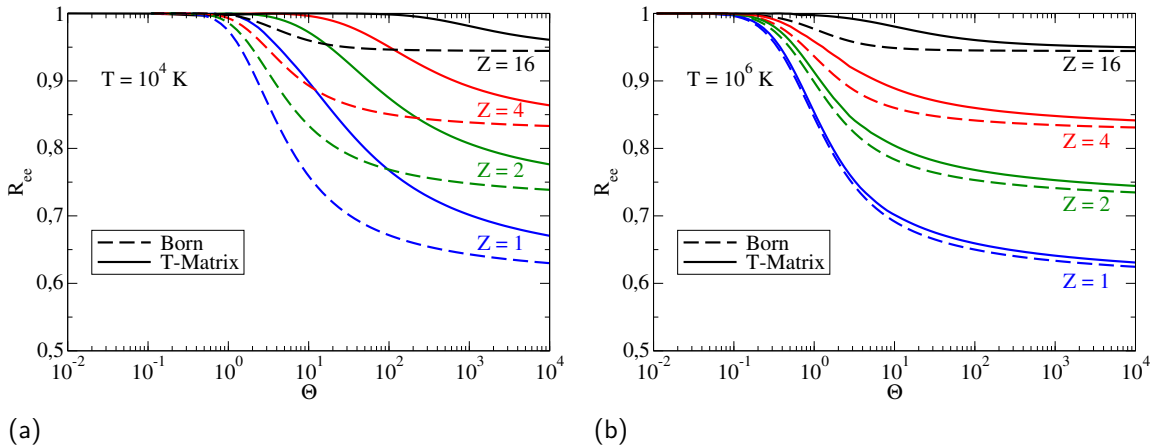 1
0,9
0,8
0,7
0,6
0,5
R_ee
T = 10^4 K
Z = 16
Z = 4
Z = 2
Z = 1
Born
T-Matrix
10^-2 10^-1 10^0 10^1 10^2 10^3 10^4
Θ
(a)
1
0,9
0,8
0,7
0,6
0,5
R_ee
T = 10^6 K
Z = 16
Z = 4
Z = 2
Z = 1
Born
T-Matrix
10^-2 10^-1 10^0 10^1 10^2 10^3 10^4
Θ
(b)